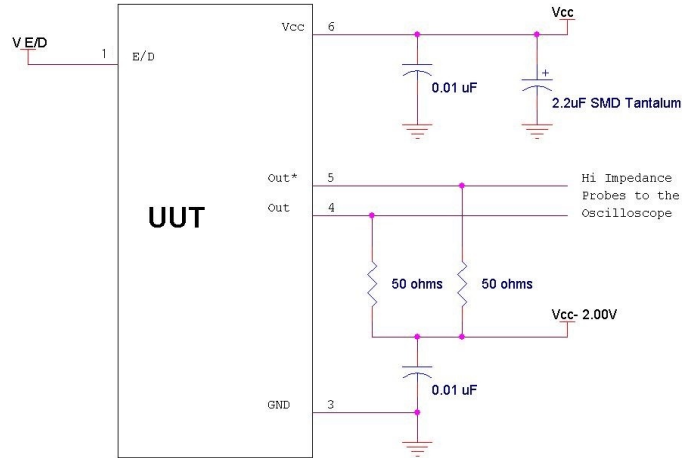 Vcc
Vcc 6
V E/D
1 E/D
0.01 uF
+
2.2uF SMD Tantalum
Out* 5
Hi Impedance
Probes to the
Oscilloscope
Out 4
UUT
50 ohms 50 ohms
Vcc- 2.00V
0.01 uF
GND 3